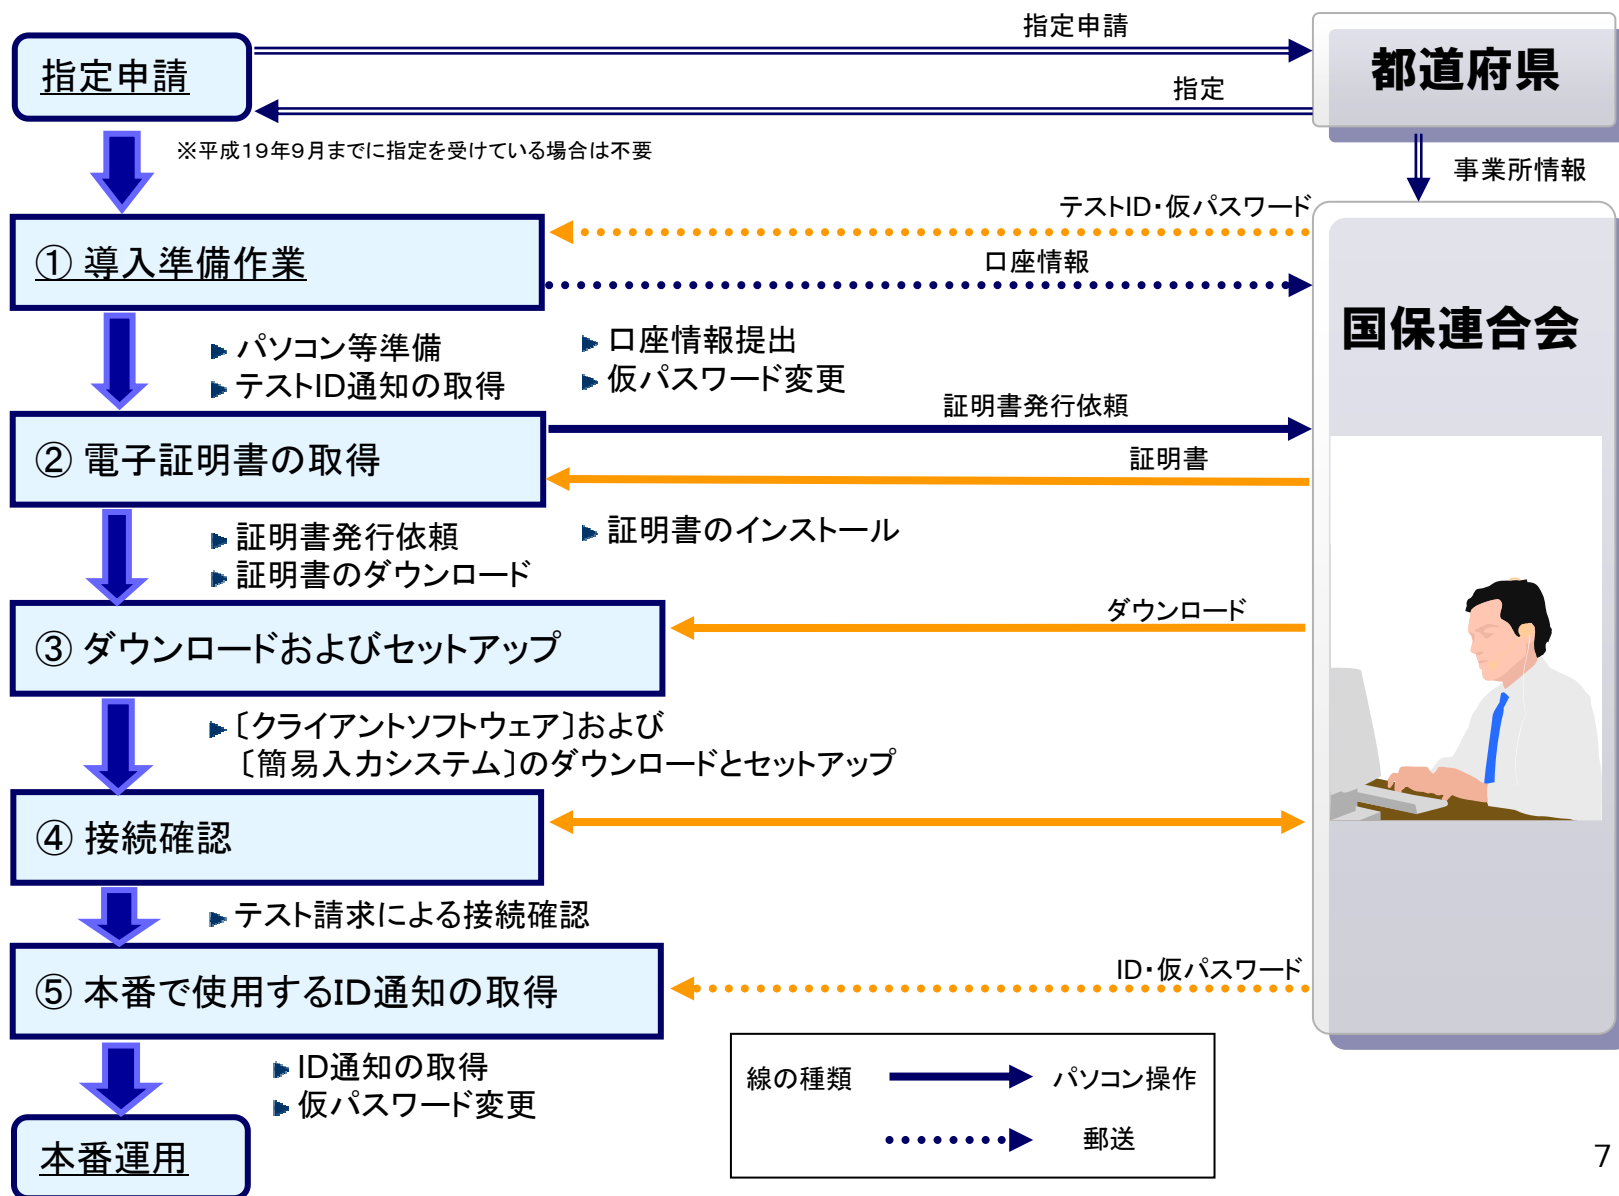 指定申請
指定申請
都道府県
指定
※平成19年9月までに指定を受けている場合は不要
事業所情報
テストID・仮パスワード
① 導入準備作業
口座情報
国保連合会
パソコン等準備
テストID通知の取得
口座情報提出
仮パスワード変更
証明書発行依頼
② 電子証明書の取得
証明書
証明書発行依頼
証明書のダウンロード
証明書のインストール
ダウンロード
③ ダウンロードおよびセットアップ
〔クライアントソフトウェア〕および
〔簡易入力システム〕のダウンロードとセットアップ
④ 接続確認
テスト請求による接続確認
ID・仮パスワード
⑤ 本番で使用するID通知の取得
ID通知の取得
仮パスワード変更
線の種類
パソコン操作
郵送
本番運用
7